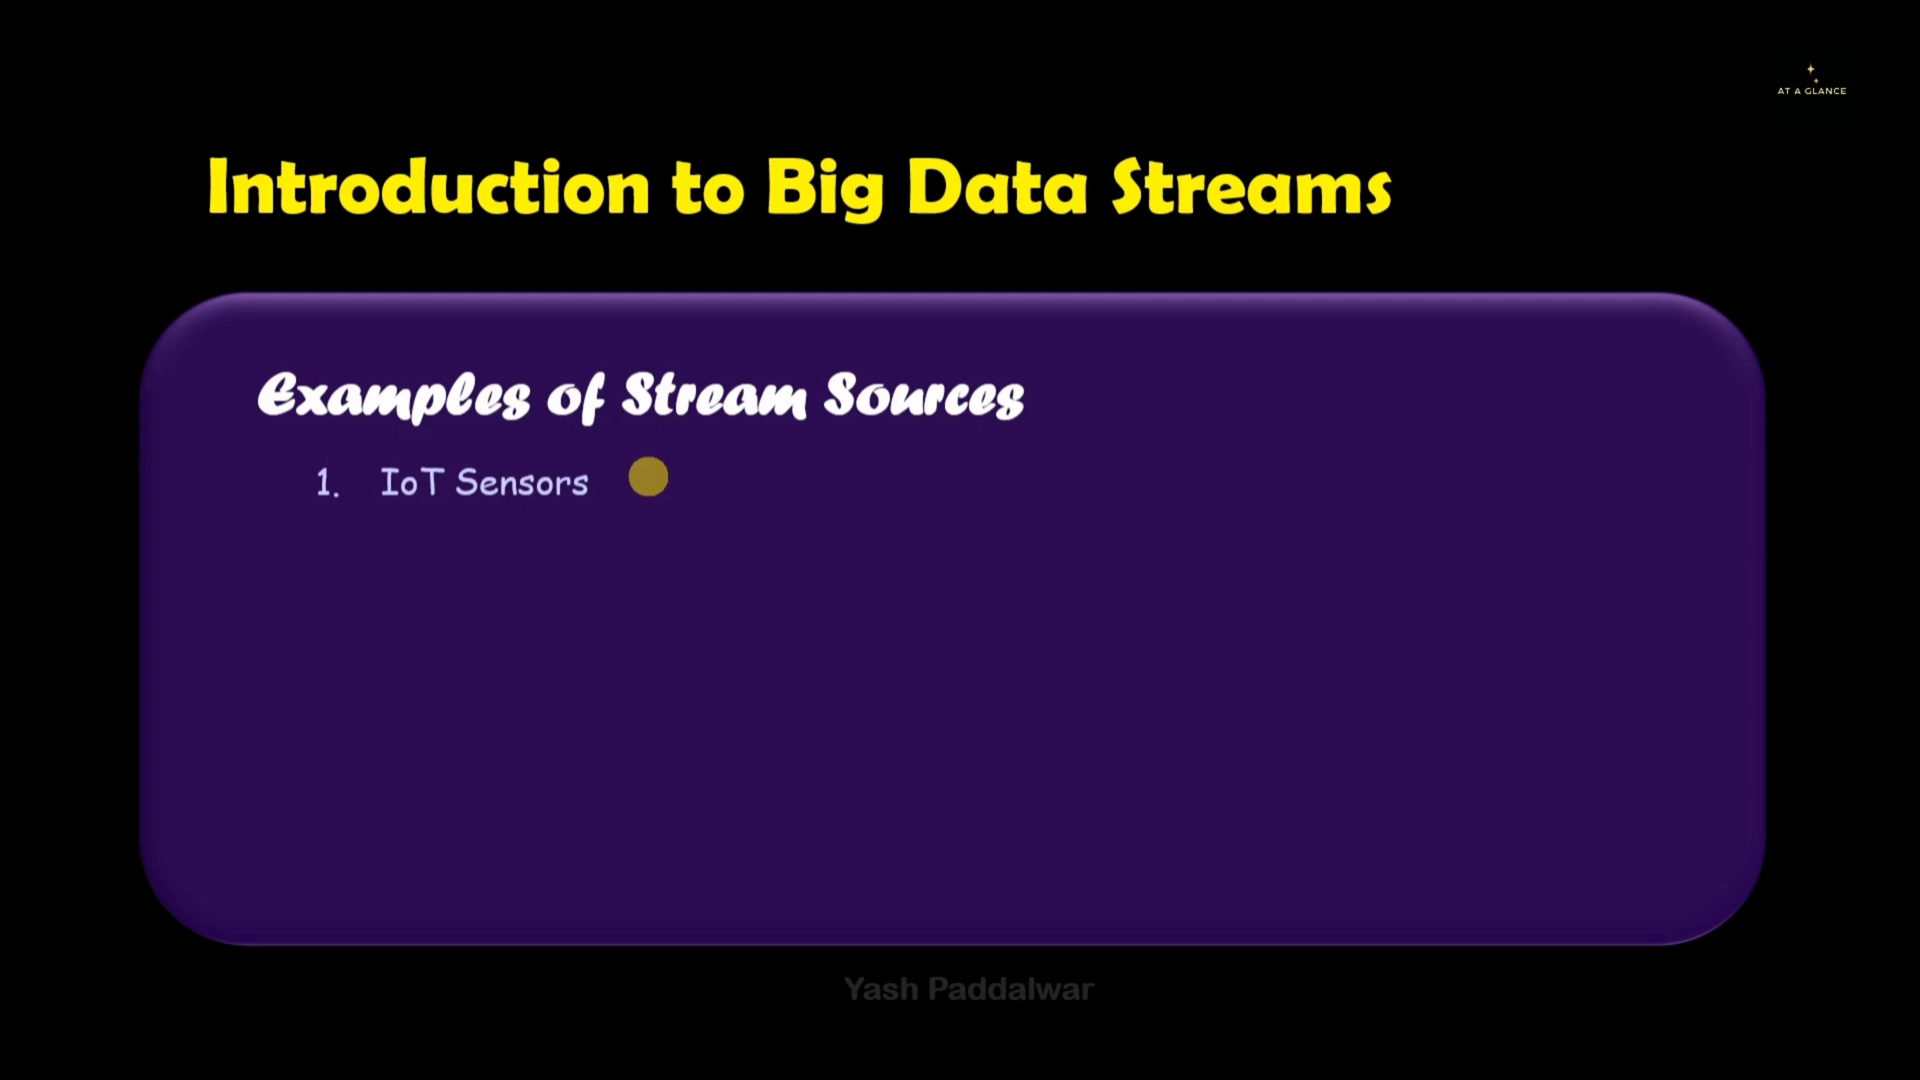 AT A GLANCE
Introduction to Big Data Streams
Examples of Stream Sources
1. IoT Sensors
Yash Paddalwar